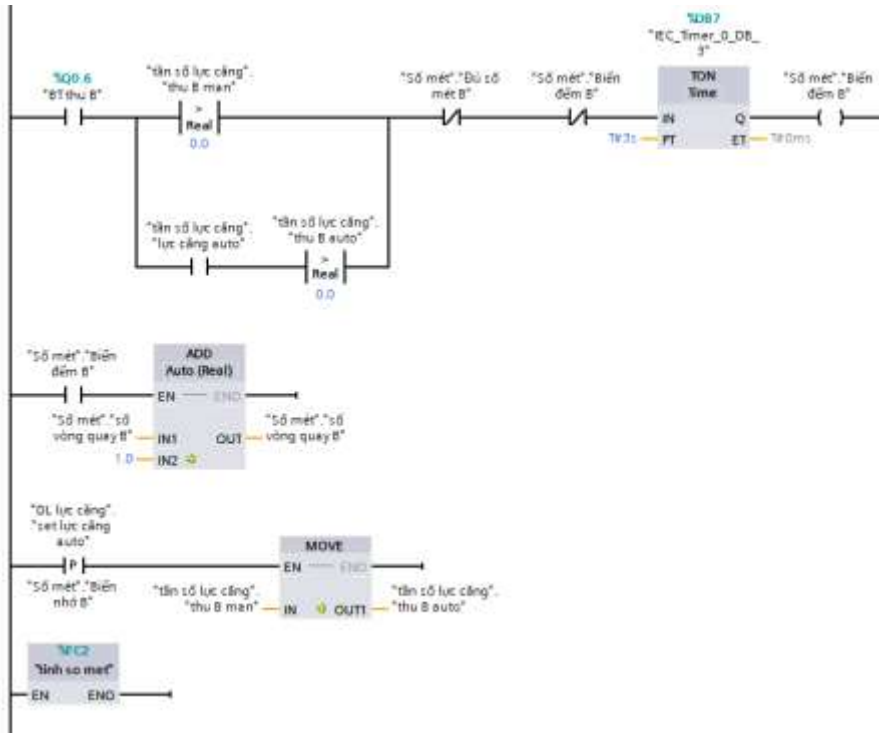 %DB7
"IEC_Timer_0_DB_
3"
%Q0.6
"BT thu B"
"tần số lực căng".
"thu B man"
>
Real
0.0
"Số mét"."Đủ số
mét B"
"Số mét"."Biến
đếm B"
TON
Time
IN Q
T#3s PT ET T#0ms
"Số mét"."Biến
đếm B"
"tần số lực căng".
"lực căng auto"
"tần số lực căng".
"thu B auto"
>
Real
0.0
"Số mét"."Biến
đếm B"
ADD
Auto (Real)
EN ENO
"Số mét"."số
vòng quay B" IN1
OUT "Số mét"."số
vòng quay B"
1.0 IN2
"DL lực căng".
"set lực căng
auto"
P
"Số mét"."Biến
nhớ B"
MOVE
EN ENO
"tần số lực căng".
"thu B man" IN
OUT1 "tần số lực căng".
"thu B auto"
%FC2
"tinh so met"
EN ENO